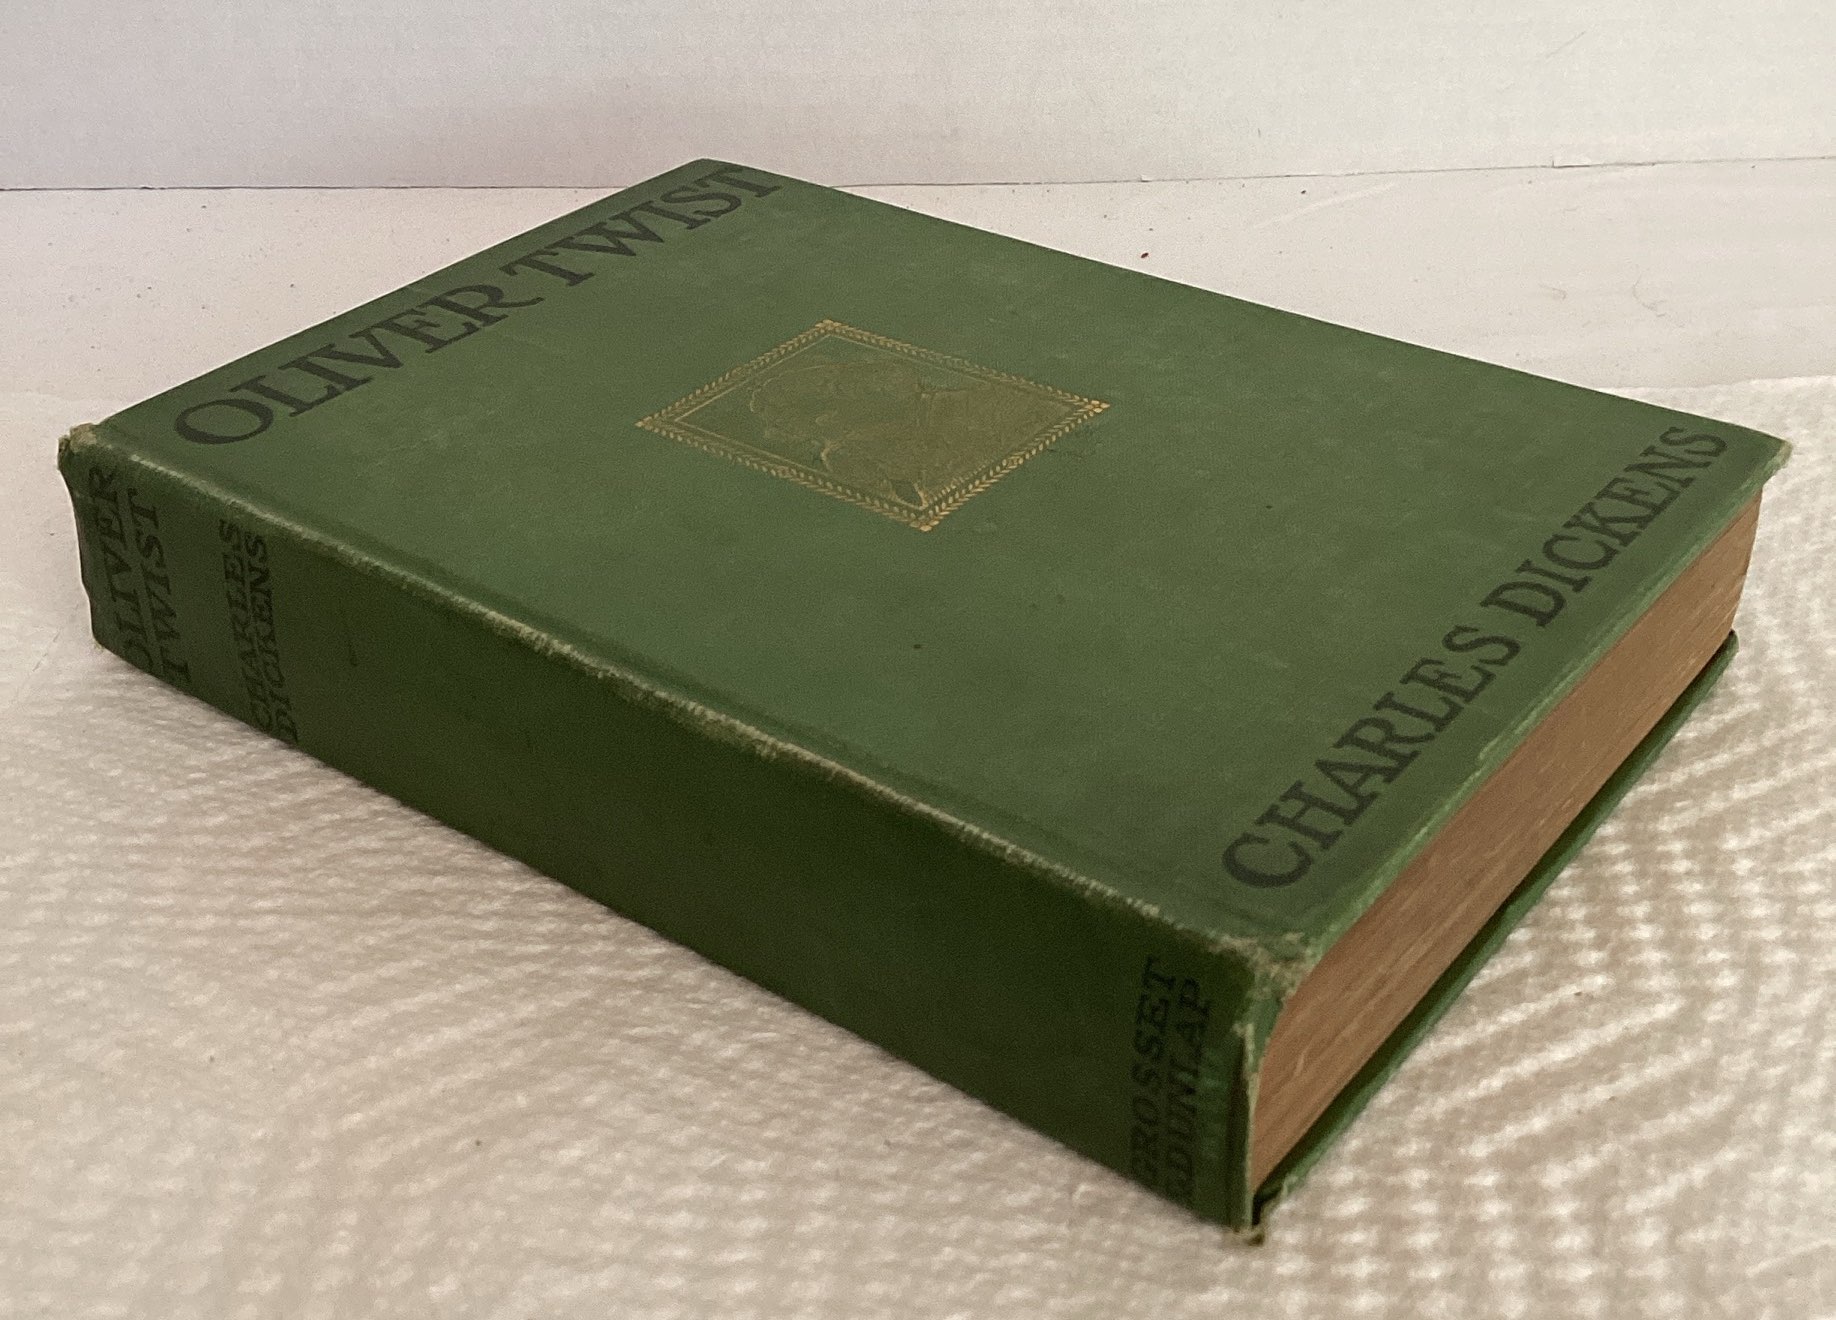 OLIVER TWIST
CHARLES DICKENS
OLIVER
TWIST
CHARLES
DICKENS
GROSSET
& DUNLAP